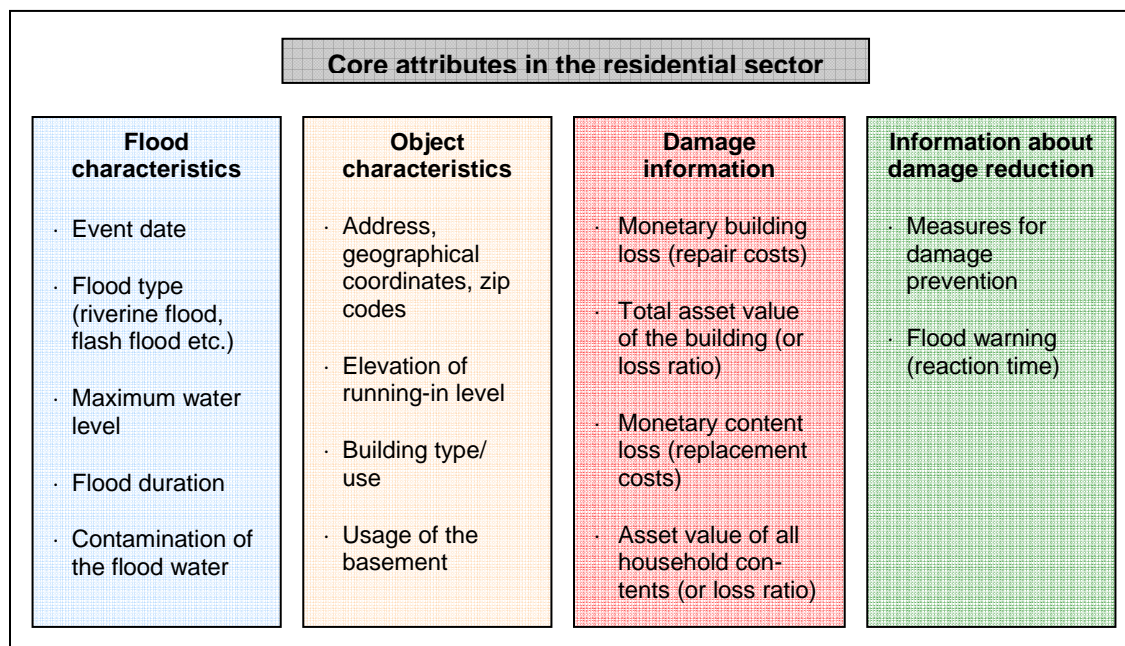 Core attributes in the residential sector
Flood
characteristics
· Event date
· Flood type
(riverine flood,
flash flood etc.)
· Maximum water
level
· Flood duration
· Contamination of
the flood water
Object
characteristics
· Address,
geographical
coordinates, zip
codes
· Elevation of
running-in level
· Building type/
use
· Usage of the
basement
Damage
information
· Monetary building
loss (repair costs)
· Total asset value
of the building (or
loss ratio)
· Monetary content
loss (replacement
costs)
· Asset value of all
household con-
tents (or loss ratio)
Information about
damage reduction
· Measures for
damage
prevention
· Flood warning
(reaction time)